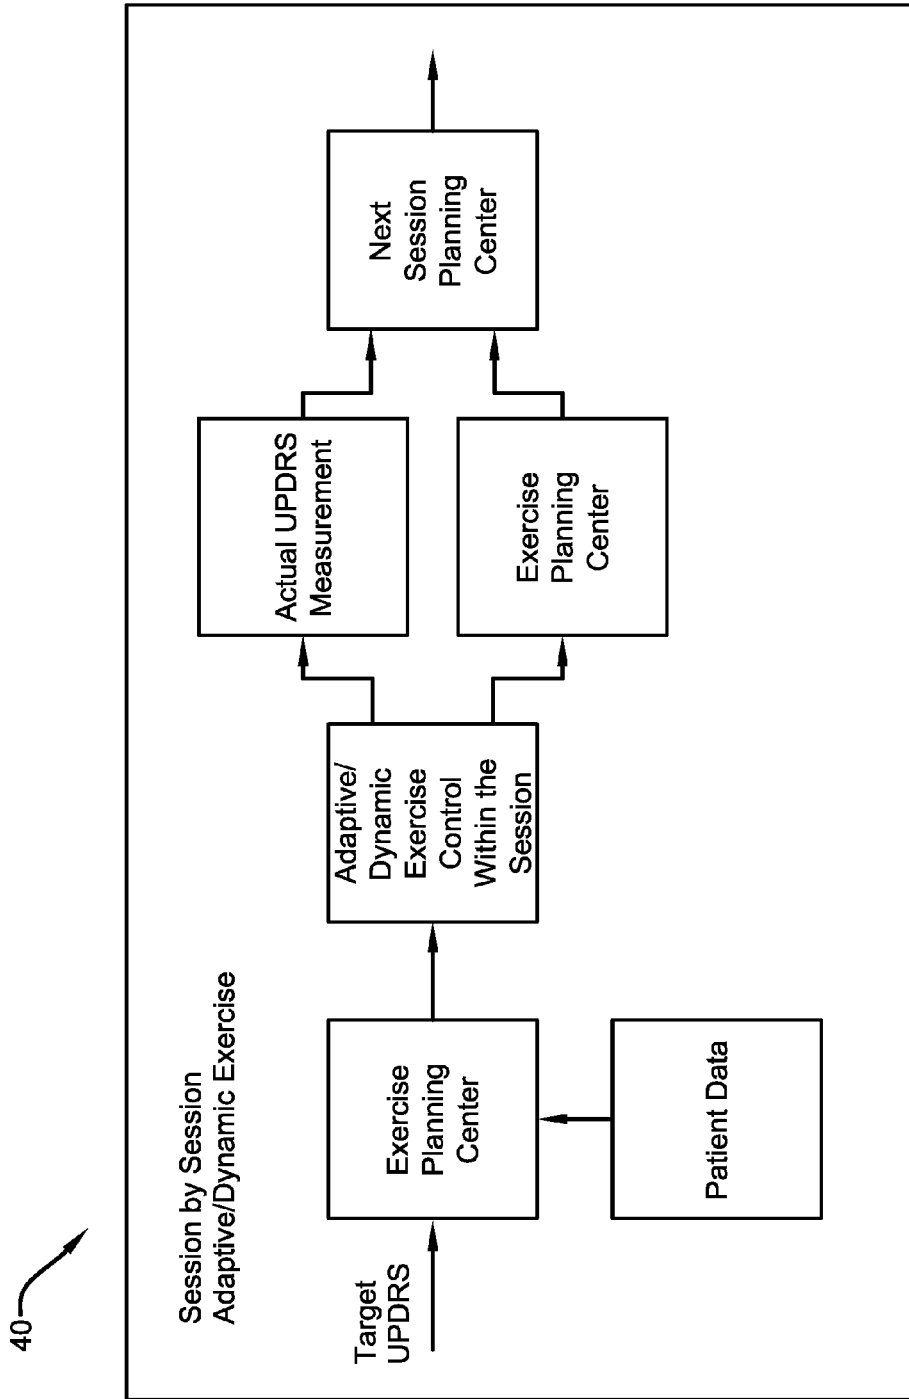 40
Session by Session
Adaptive/Dynamic Exercise
Target
UPDRS
Exercise
Planning
Center
Patient Data
Adaptive/
Dynamic
Exercise
Control
Within the
Session
Actual UPDRS
Measurement
Exercise
Planning
Center
Next
Session
Planning
Center